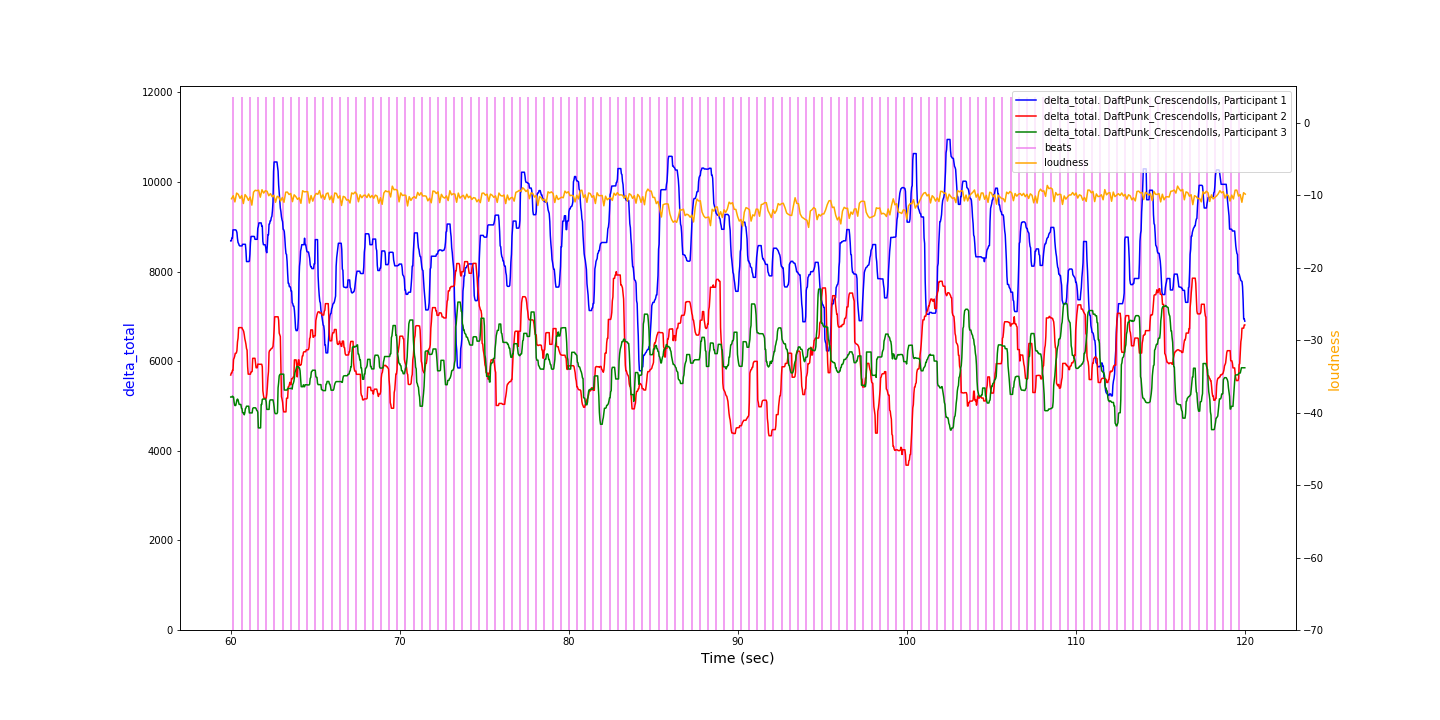 12000
10000
8000
6000
4000
2000
0
delta_total
delta_total. DaftPunk_Crescendolls, Participant 1
delta_total. DaftPunk_Crescendolls, Participant 2
delta_total. DaftPunk_Crescendolls, Participant 3
beats
loudness
0
−10
−20
−30
−40
−50
−60
−70
loudness
60 70 80 90 100 110 120
Time (sec)